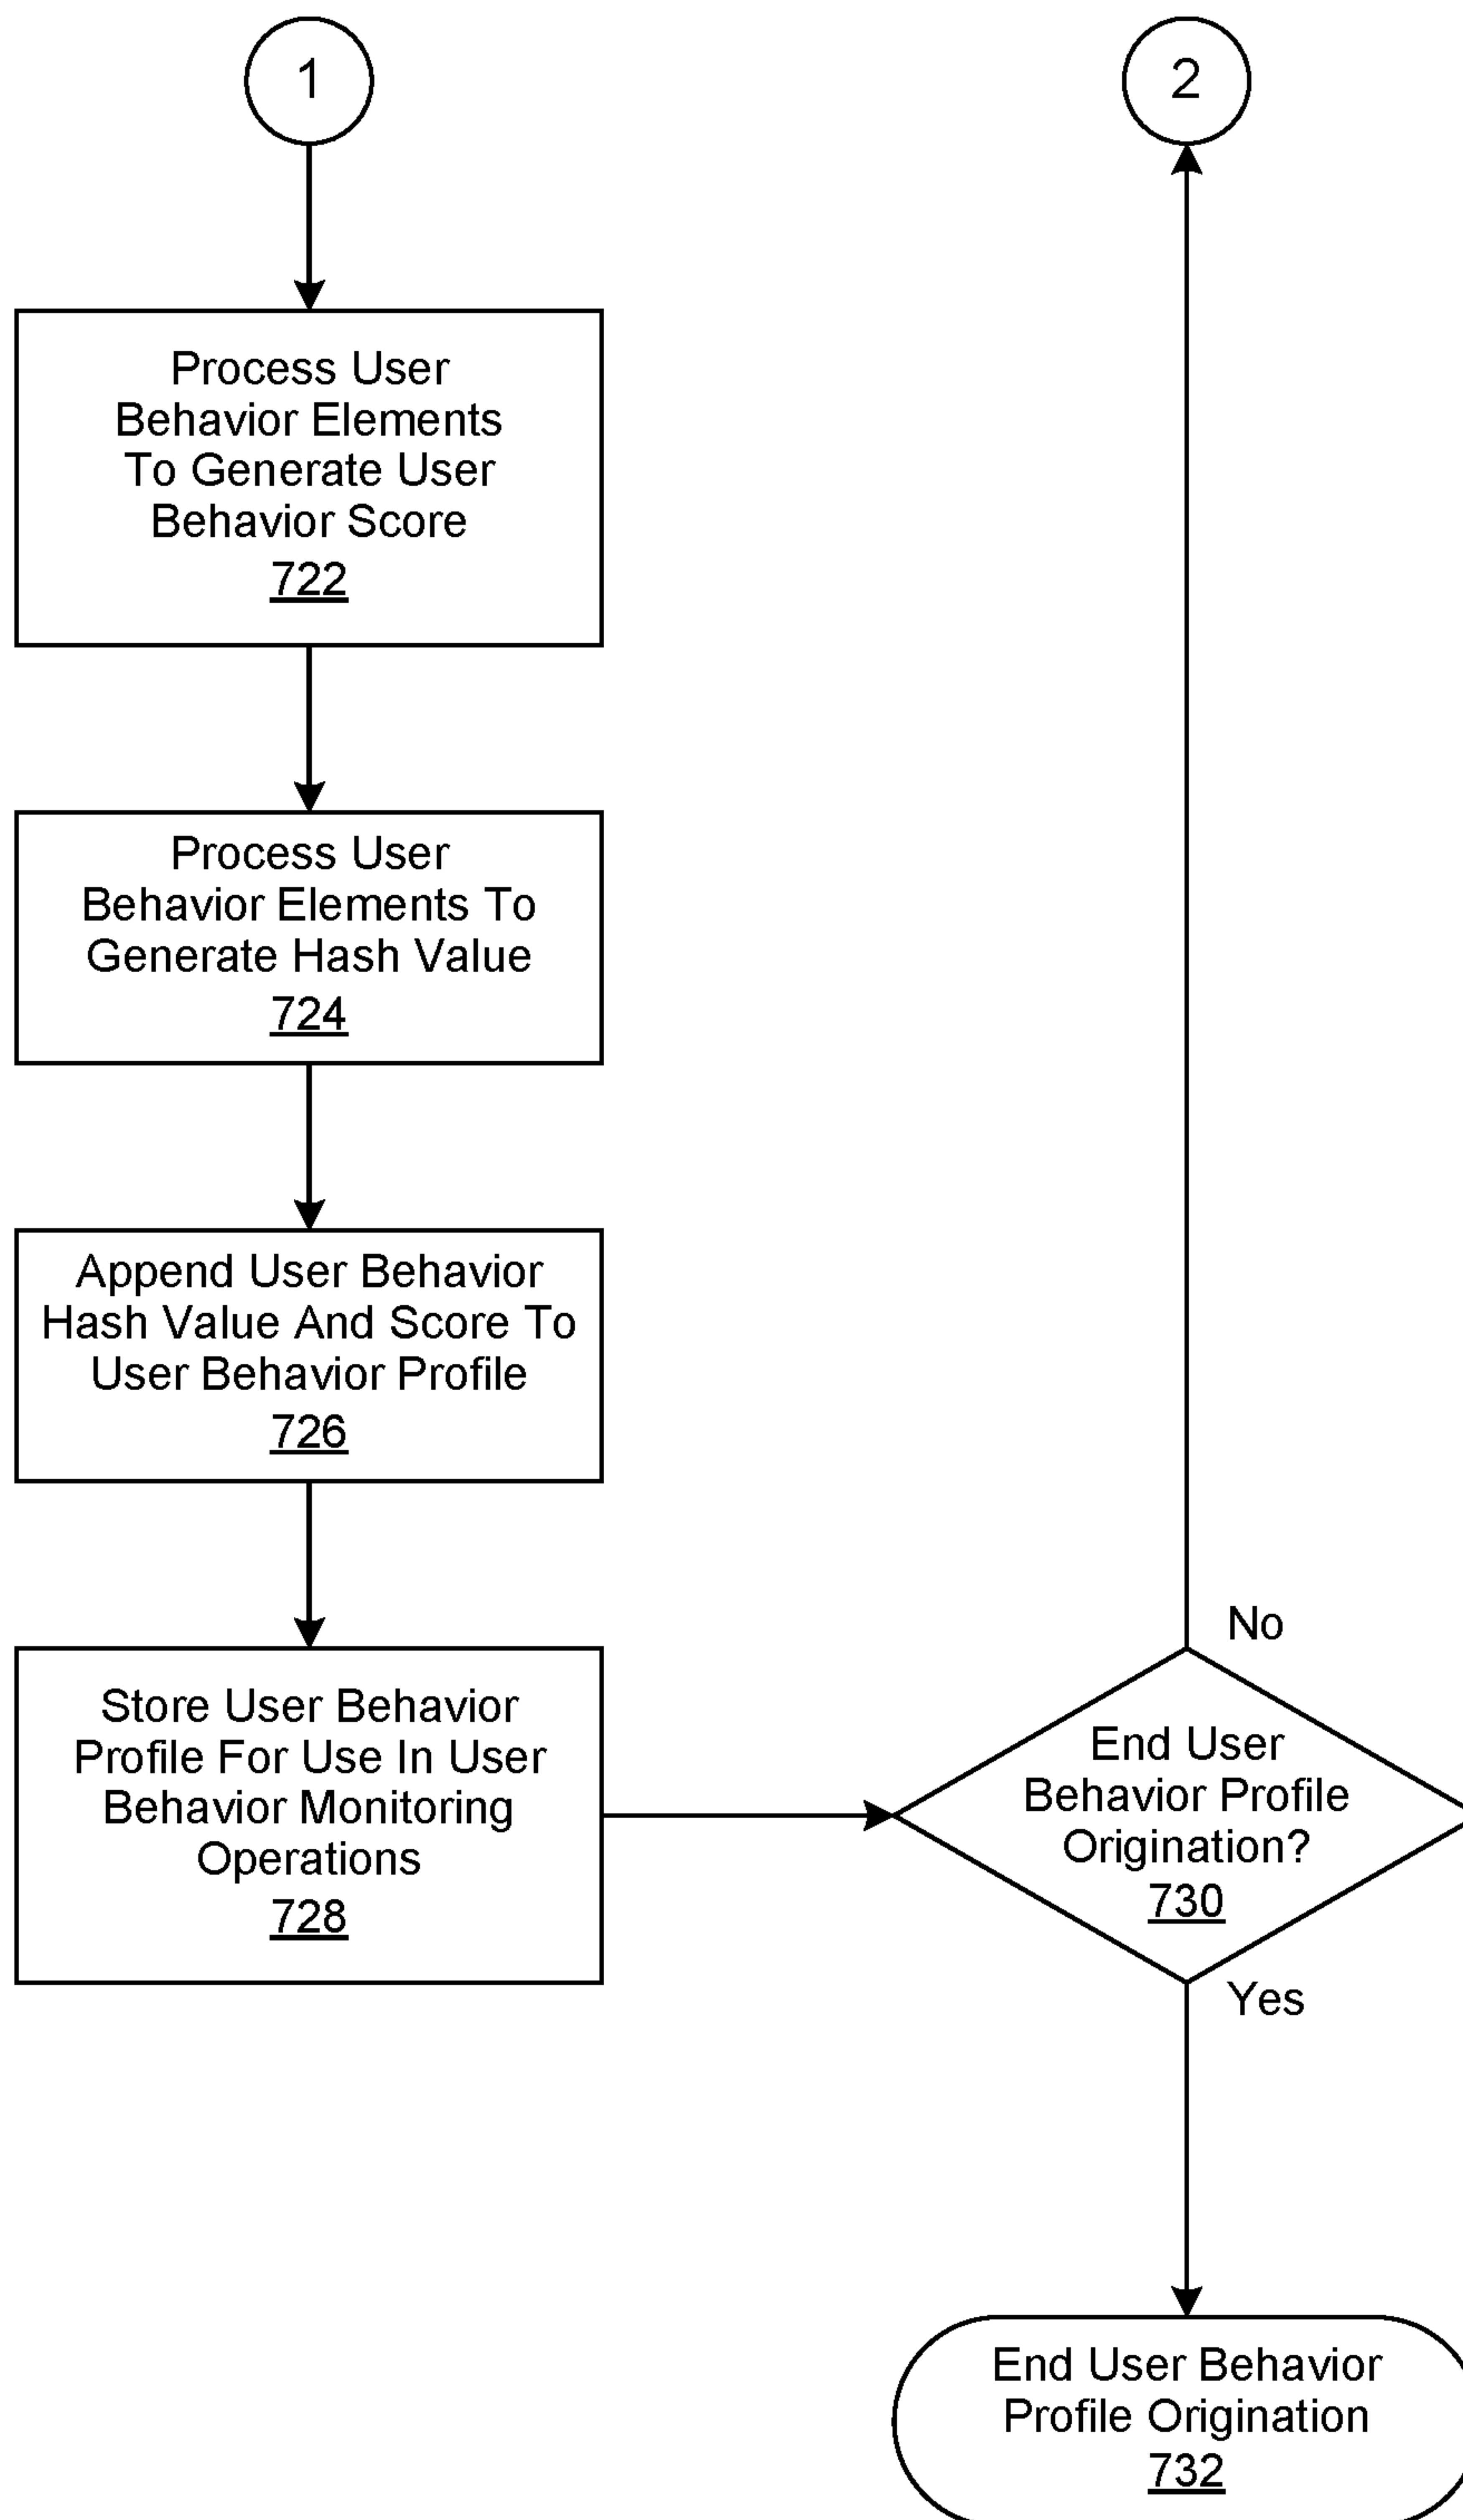 1
2
Process User
Behavior Elements
To Generate User
Behavior Score
722
Process User
Behavior Elements To
Generate Hash Value
724
Append User Behavior
Hash Value And Score To
User Behavior Profile
726
Store User Behavior
Profile For Use In User
Behavior Monitoring
Operations
728
No
End User
Behavior Profile
Origination?
730
Yes
End User Behavior
Profile Origination
732